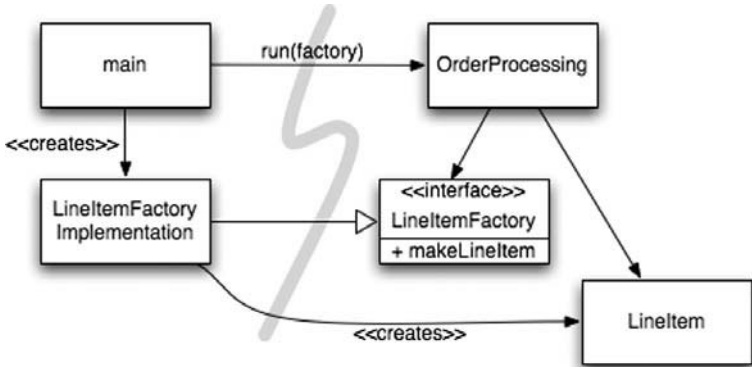 main
run(factory)
OrderProcessing
<<creates>>
LineItemFactory
Implementation
<<interface>>
LineItemFactory
+ makeLineItem
<<creates>>
LineItem